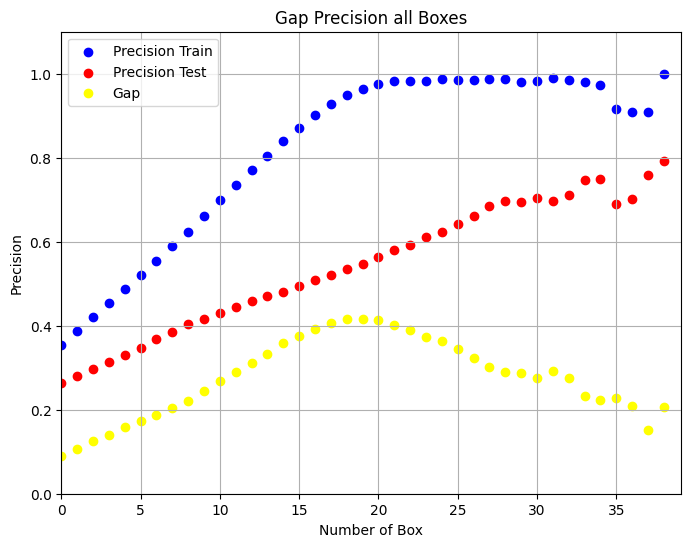 Gap Precision all Boxes
Precision Train
Precision Test
Gap
Precision
1.0
0.8
0.6
0.4
0.2
0.0
0 5 10 15 20 25 30 35
Number of Box